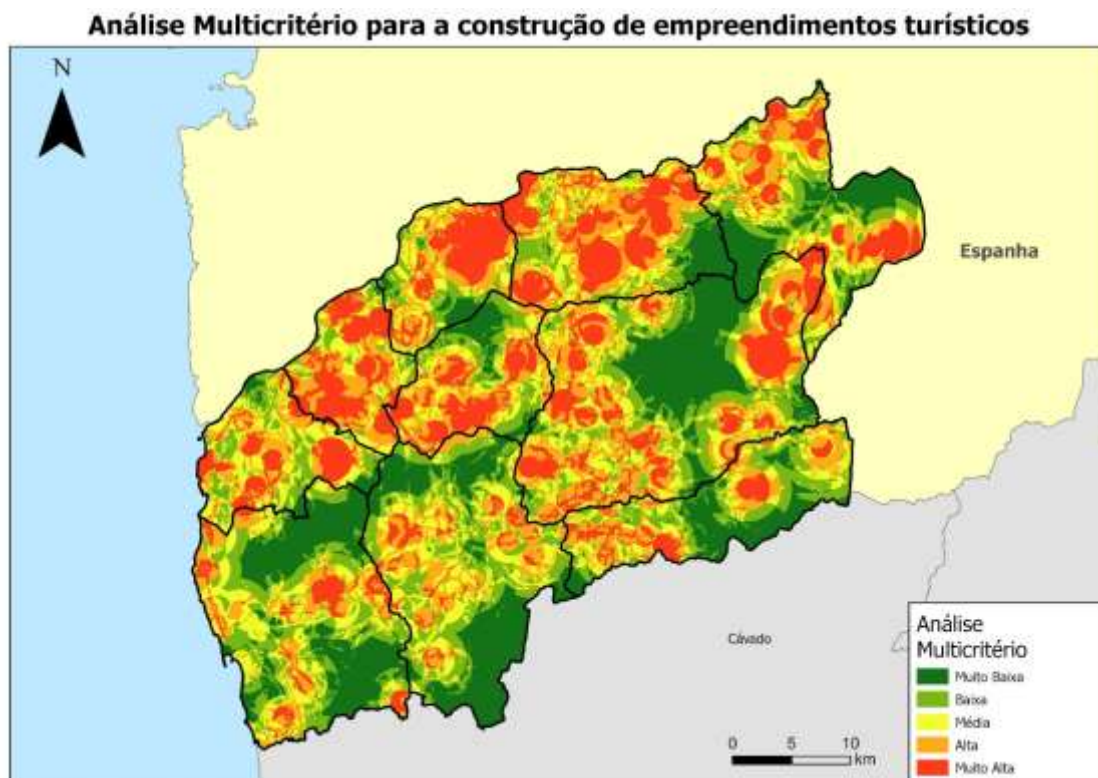 Análise Multicritério para a construção de empreendimentos turísticos
N
Espanha
Cávado
Análise
Multicritério
Muito Baixa
Baixa
Média
Alta
Muito Alta
0 5 10
km